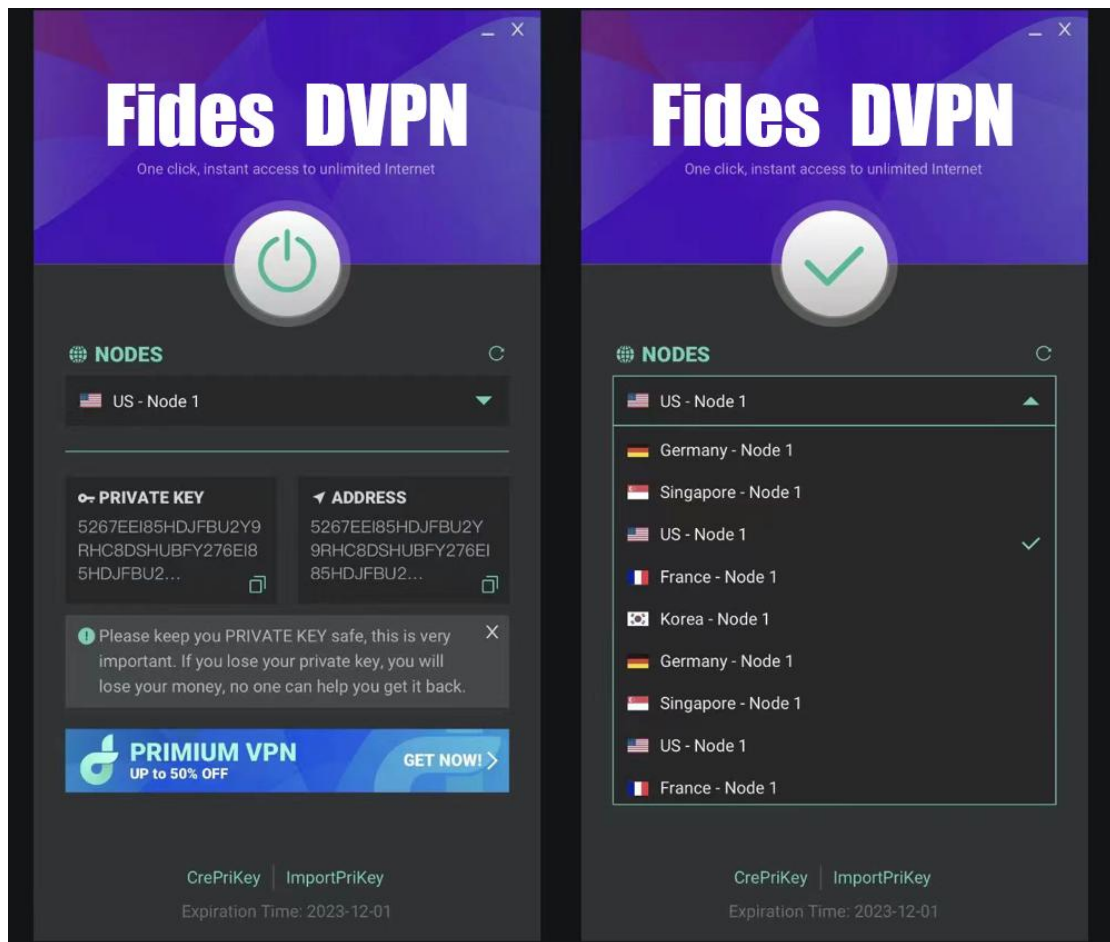 Fides DVPN
One click, instant access to unlimited Internet
NODES
US - Node 1
PRIVATE KEY
5267EEI85HDJFBU2Y9
RHC8DSHUBFY276EI8
5HDJFBU2...
ADDRESS
5267EEI85HDJFBU2Y
9RHC8DSHUBFY276EI
85HDJFBU2...
Please keep you PRIVATE KEY safe, this is very
important. If you lose your private key, you will
lose your money, no one can help you get it back.
PRIMIUM VPN
UP to 50% OFF
GET NOW!
CrePriKey
ImportPriKey
Expiration Time: 2023-12-01
Fides DVPN
One click, instant access to unlimited Internet
NODES
US - Node 1
Germany - Node 1
Singapore - Node 1
US - Node 1
France - Node 1
Korea - Node 1
Germany - Node 1
Singapore - Node 1
US - Node 1
France - Node 1
CrePriKey
ImportPriKey
Expiration Time: 2023-12-01